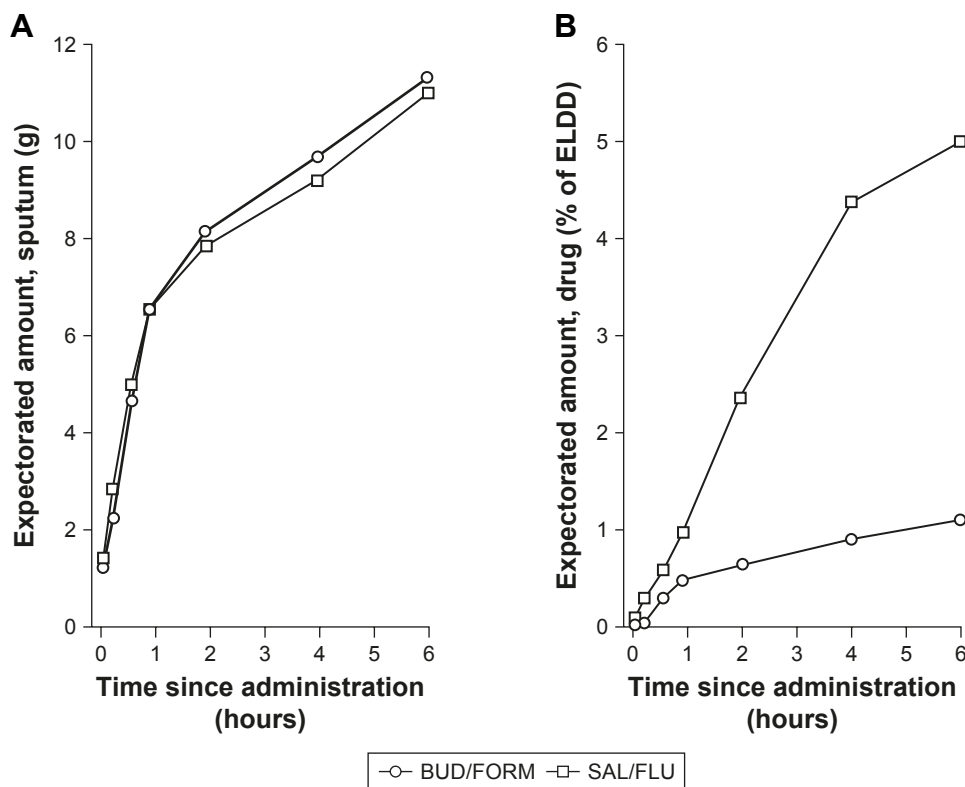 A
Expectorated amount, sputum (g)
12
10
8
6
4
2
0
0 1 2 3 4 5 6
Time since administration
(hours)
B
Expectorated amount, drug (% of ELDD)
6
5
4
3
2
1
0
0 1 2 3 4 5 6
Time since administration
(hours)
BUD/FORM SAL/FLU